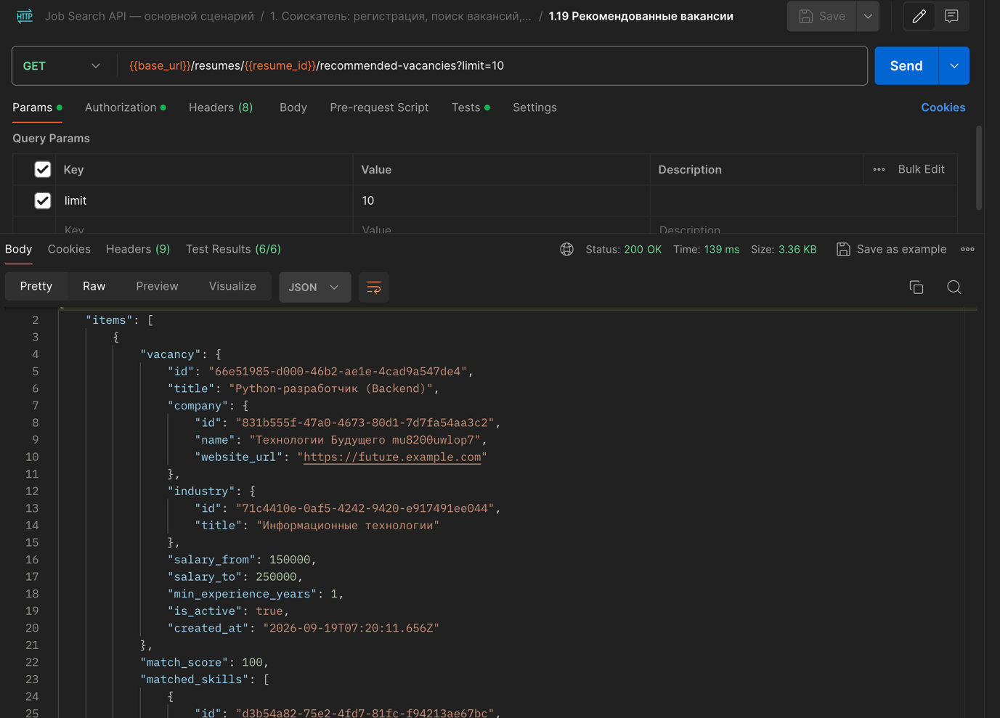 HTTP Job Search API — основной сценарий / 1. Соискатель: регистрация, поиск вакансий,... / 1.19 Рекомендованные вакансии Save
GET {{base_url}}/resumes/{{resume_id}}/recommended-vacancies?limit=10 Send
Params Authorization Headers (8) Body Pre-request Script Tests Settings Cookies
Query Params
Key Value Description Bulk Edit
limit 10
Key Value Description
Body Cookies Headers (9) Test Results (6/6) Status: 200 OK Time: 139 ms Size: 3.36 KB Save as example
Pretty Raw Preview Visualize JSON
2 "items": [
3 {
4 "vacancy": {
5 "id": "66e51985-d000-46b2-ae1e-4cad9a547de4",
6 "title": "Python-разработчик (Backend)",
7 "company": {
8 "id": "831b555f-47a0-4673-80d1-7d7fa54aa3c2",
9 "name": "Технологии Будущего mu8200uwlop7",
10 "website_url": "https://future.example.com"
11 },
12 "industry": {
13 "id": "71c4410e-0af5-4242-9420-e917491ee044",
14 "title": "Информационные технологии"
15 },
16 "salary_from": 150000,
17 "salary_to": 250000,
18 "min_experience_years": 1,
19 "is_active": true,
20 "created_at": "2026-09-19T07:20:11.656Z"
21 },
22 "match_score": 100,
23 "matched_skills": [
24 {
25 "id": "d3b54a82-75e2-4fd7-81fc-f94213ae67bc",